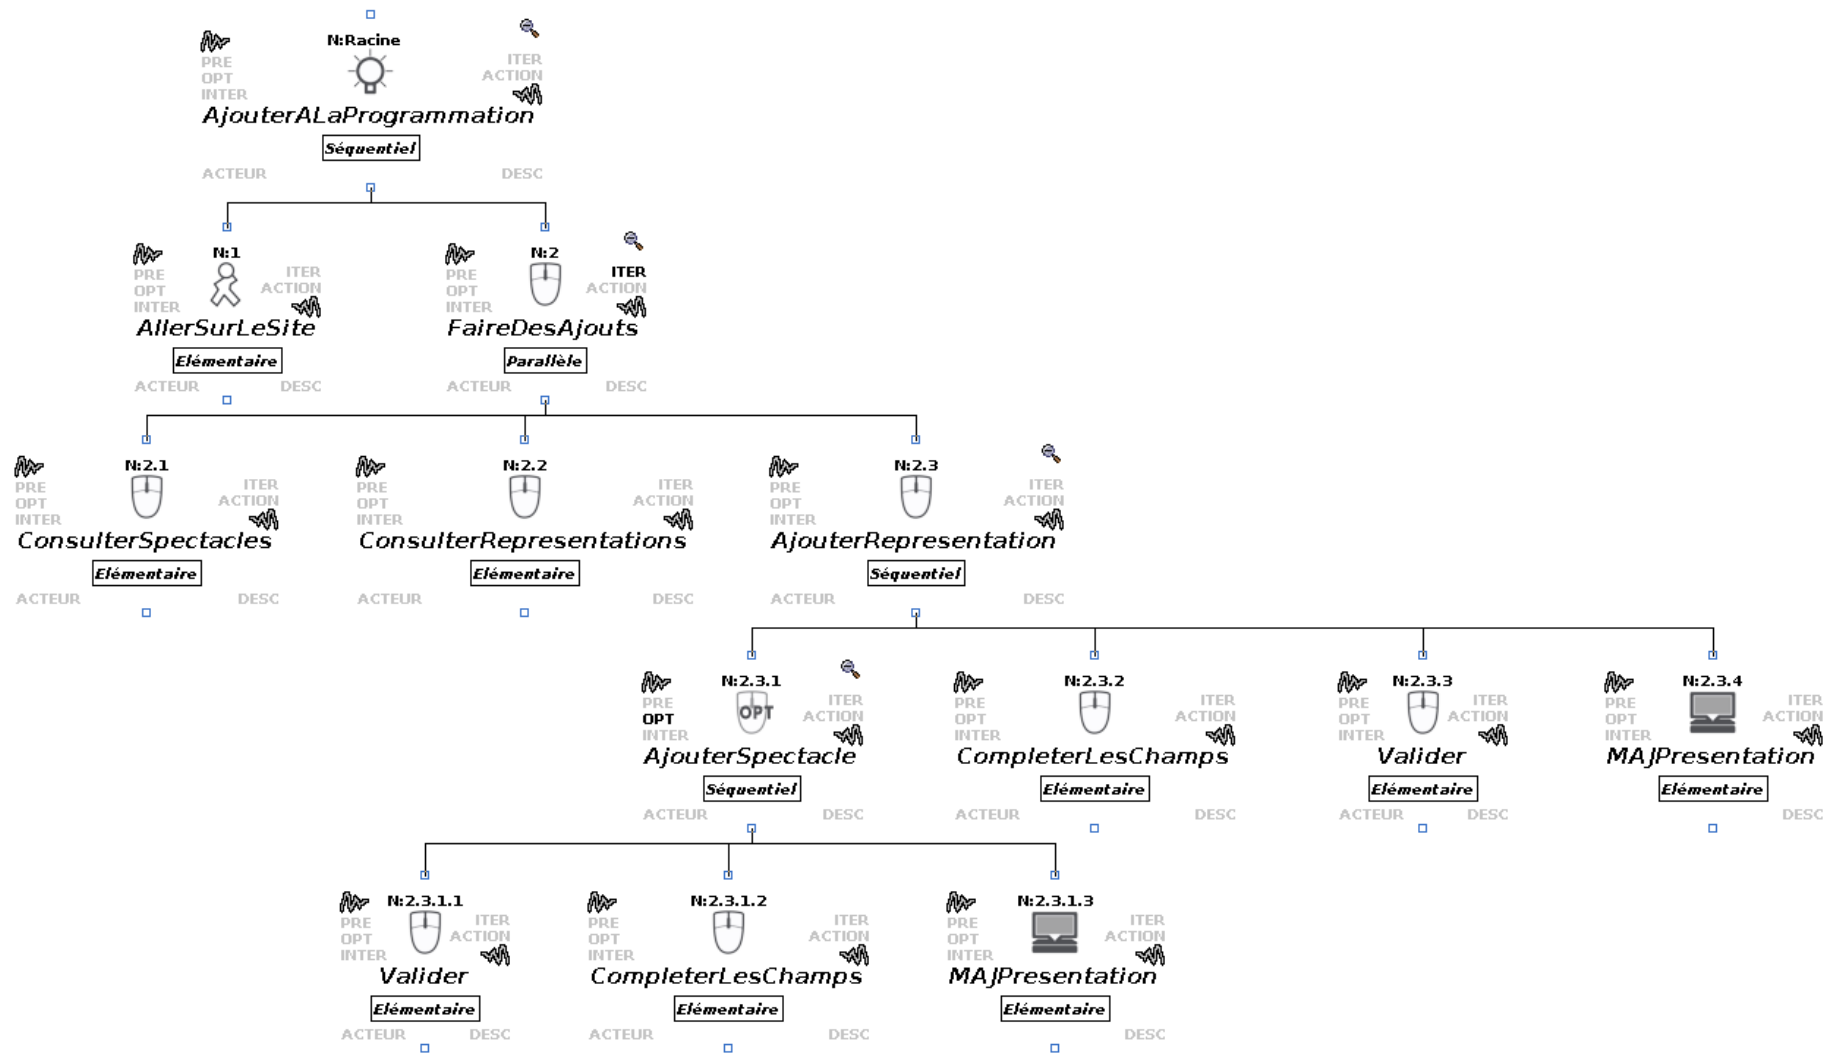 N:Racine
PRE
OPT
INTER
ITER
ACTION
AjouterALaProgrammation
Séquentiel
ACTEUR DESC
N:1
PRE
OPT
INTER
ITER
ACTION
AllerSurLeSite
Elémentaire
ACTEUR DESC
N:2
PRE
OPT
INTER
ITER
ACTION
FaireDesAjouts
Parallèle
ACTEUR DESC
N:2.1
PRE
OPT
INTER
ITER
ACTION
ConsulterSpectacles
Elémentaire
ACTEUR DESC
N:2.2
PRE
OPT
INTER
ITER
ACTION
ConsulterRepresentations
Elémentaire
ACTEUR DESC
N:2.3
PRE
OPT
INTER
ITER
ACTION
AjouterRepresentation
Séquentiel
ACTEUR DESC
N:2.3.1
PRE
OPT
INTER
OPT
ITER
ACTION
AjouterSpectacle
Séquentiel
ACTEUR DESC
N:2.3.2
PRE
OPT
INTER
ITER
ACTION
CompleterLesChamps
Elémentaire
ACTEUR DESC
N:2.3.3
PRE
OPT
INTER
ITER
ACTION
Valider
Elémentaire
ACTEUR DESC
N:2.3.4
PRE
OPT
INTER
ITER
ACTION
MAJPresentation
Elémentaire
ACTEUR DESC
N:2.3.1.1
PRE
OPT
INTER
ITER
ACTION
Valider
Elémentaire
ACTEUR DESC
N:2.3.1.2
PRE
OPT
INTER
ITER
ACTION
CompleterLesChamps
Elémentaire
ACTEUR DESC
N:2.3.1.3
PRE
OPT
INTER
ITER
ACTION
MAJPresentation
Elémentaire
ACTEUR DESC